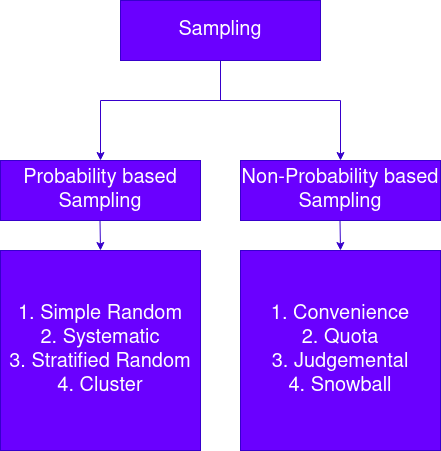 Sampling
Probability based
Sampling
Non-Probability based
Sampling
1. Simple Random
2. Systematic
3. Stratified Random
4. Cluster
1. Convenience
2. Quota
3. Judgemental
4. Snowball